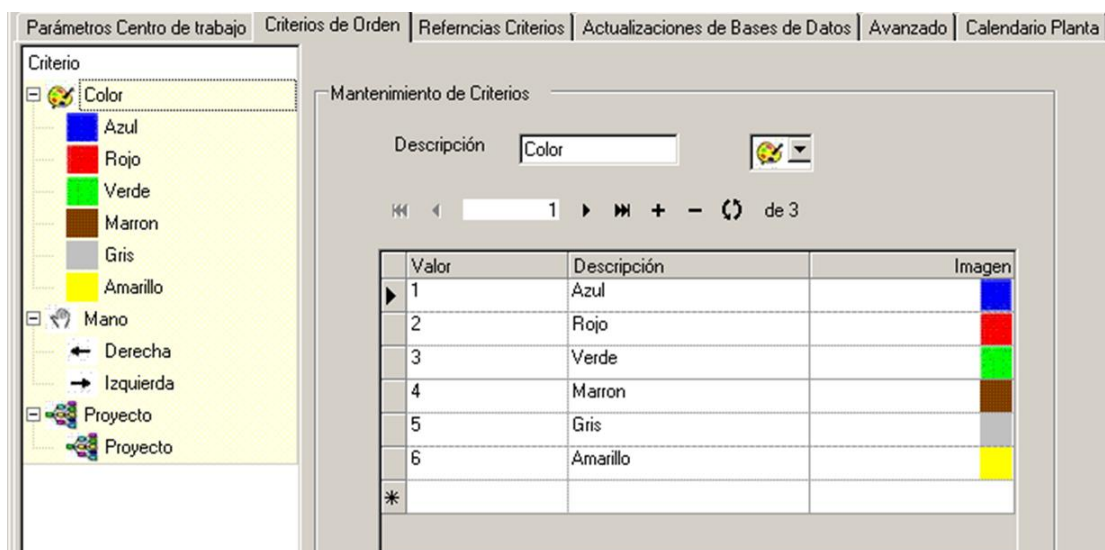 Parámetros Centro de trabajo Criterios de Orden Referncias Criterios Actualizaciones de Bases de Datos Avanzado Calendario Planta
Criterio
Color
Azul
Rojo
Verde
Marron
Gris
Amarillo
Mano
Derecha
Izquierda
Proyecto
Proyecto
Mantenimiento de Criterios
Descripción Color
1 de 3
Valor Descripción Imagen
1 Azul
2 Rojo
3 Verde
4 Marron
5 Gris
6 Amarillo